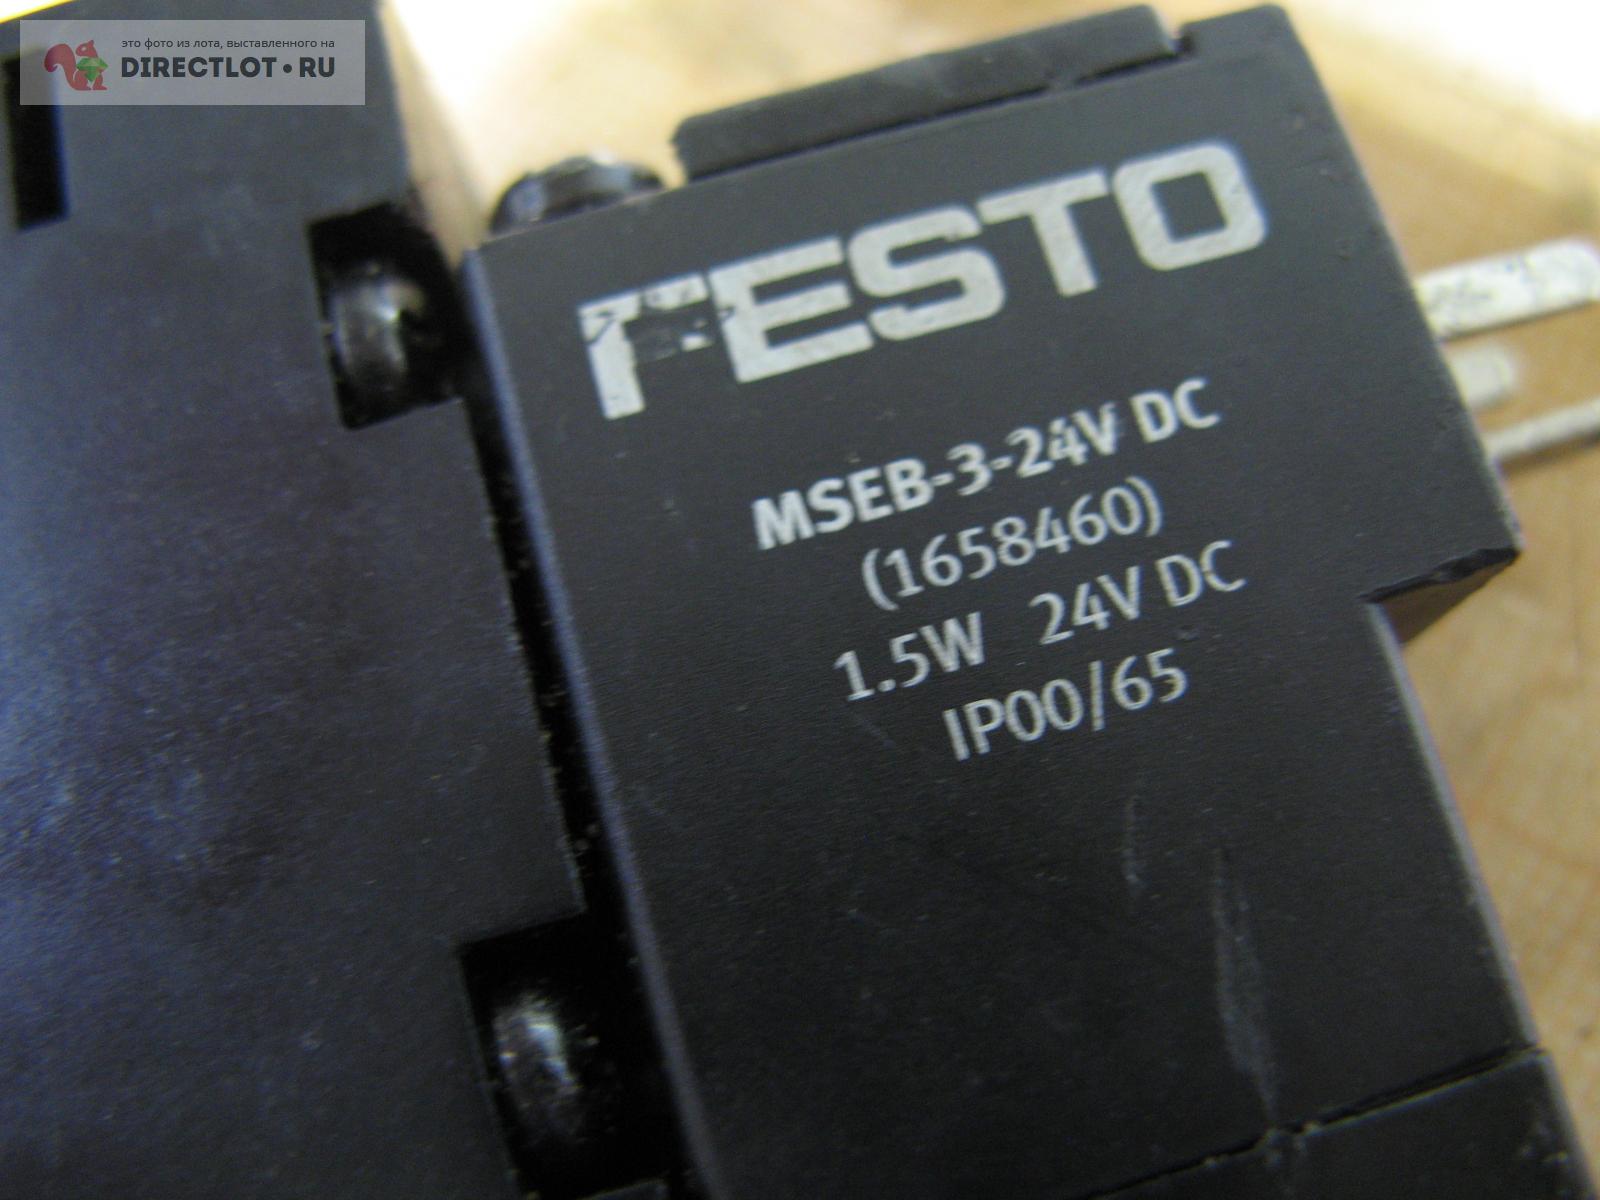 это фото из лота, выставленного на
DIRECTLOT•RU
FESTO
MSEB-3-24V DC
(1658460)
1.5W 24V DC
IP00/65